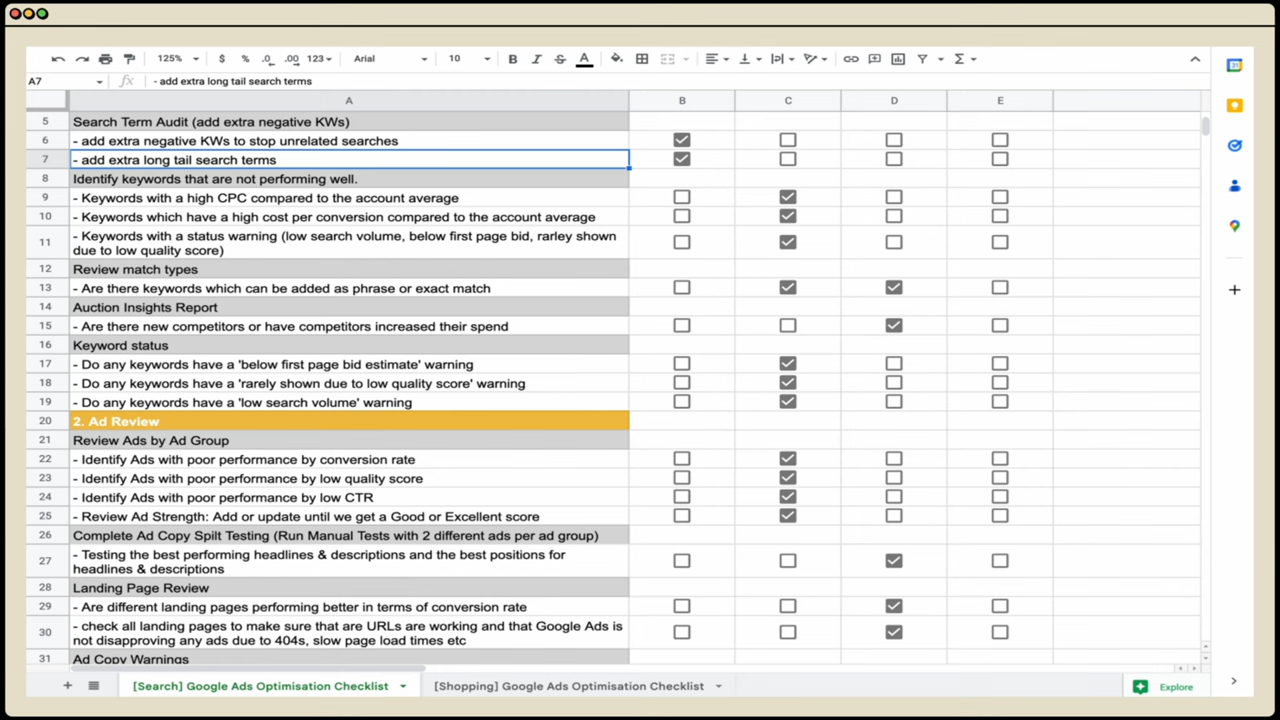 125%
$
%
.0
.00
123
Arial
10
B
I
S
A
Σ
A7
fx
- add extra long tail search terms
A
B
C
D
E
5
Search Term Audit (add extra negative KWs)
6
- add extra negative KWs to stop unrelated searches
7
- add extra long tail search terms
8
Identify keywords that are not performing well.
9
- Keywords with a high CPC compared to the account average
10
- Keywords which have a high cost per conversion compared to the account average
11
- Keywords with a status warning (low search volume, below first page bid, rarley shown
due to low quality score)
12
Review match types
13
- Are there keywords which can be added as phrase or exact match
14
Auction Insights Report
15
- Are there new competitors or have competitors increased their spend
16
Keyword status
17
- Do any keywords have a 'below first page bid estimate' warning
18
- Do any keywords have a 'rarely shown due to low quality score' warning
19
- Do any keywords have a 'low search volume' warning
20
2. Ad Review
21
Review Ads by Ad Group
22
- Identify Ads with poor performance by conversion rate
23
- Identify Ads with poor performance by low quality score
24
- Identify Ads with poor performance by low CTR
25
- Review Ad Strength: Add or update until we get a Good or Excellent score
26
Complete Ad Copy Spilt Testing (Run Manual Tests with 2 different ads per ad group)
27
- Testing the best performing headlines & descriptions and the best positions for
headlines & descriptions
28
Landing Page Review
29
- Are different landing pages performing better in terms of conversion rate
30
- check all landing pages to make sure that are URLs are working and that Google Ads is
not disapproving any ads due to 404s, slow page load times etc
31
Ad Copy Warnings
[Search] Google Ads Optimisation Checklist
[Shopping] Google Ads Optimisation Checklist
Explore
31